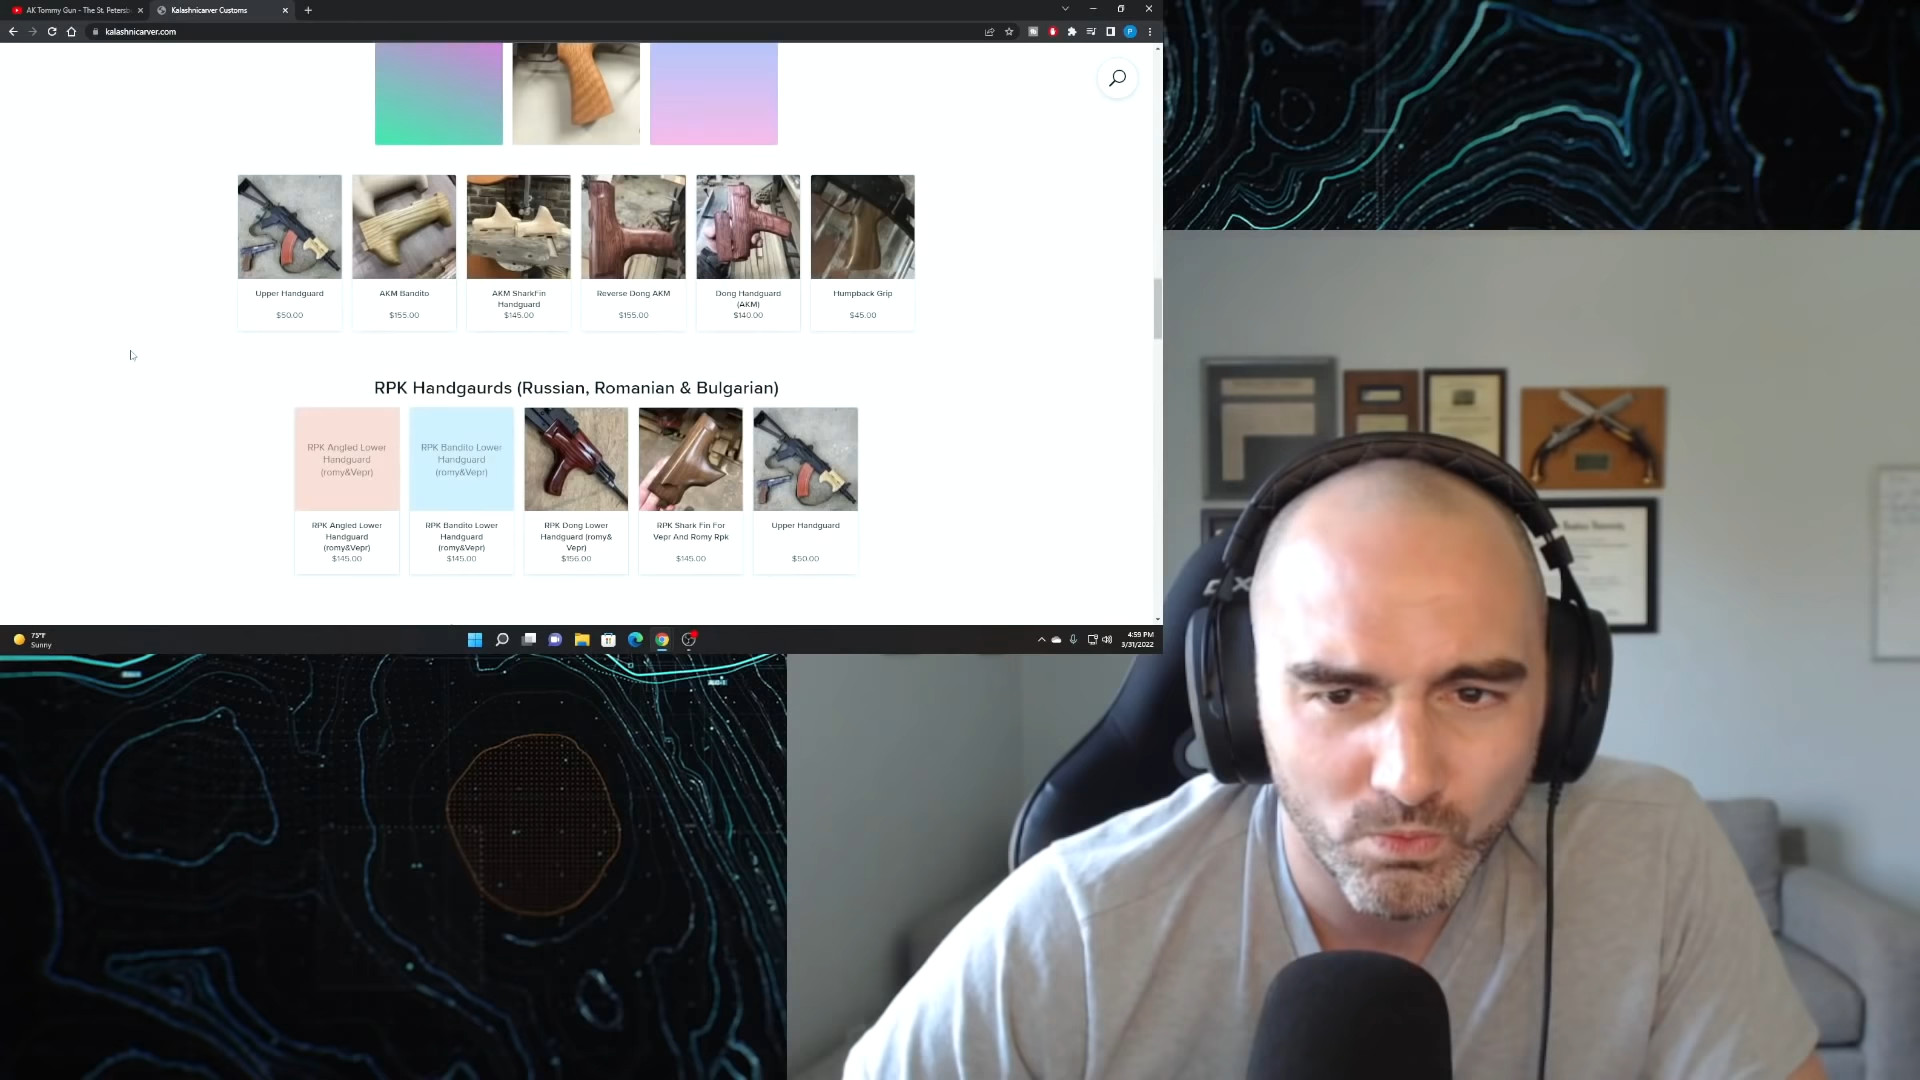 AK Tommy Gun - The St. Petersb
Kalashnicarver Customs
kalashnicarver.com
Upper Handguard
$50.00
AKM Bandito
$155.00
AKM SharkFin
Handguard
$145.00
Reverse Dong AKM
$155.00
Dong Handguard
(AKM)
$140.00
Humpback Grip
$45.00
RPK Handgaurds (Russian, Romanian & Bulgarian)
RPK Angled Lower
Handguard
(romy&Vepr)
RPK Bandito Lower
Handguard
(romy&Vepr)
RPK Angled Lower
Handguard
(romy&Vepr)
$145.00
RPK Bandito Lower
Handguard
(romy&Vepr)
$145.00
RPK Dong Lower
Handguard (romy&
Vepr)
$156.00
RPK Shark Fin For
Vepr And Romy Rpk
$145.00
Upper Handguard
$50.00
75°F
Sunny
4:59 PM
3/31/2022
P